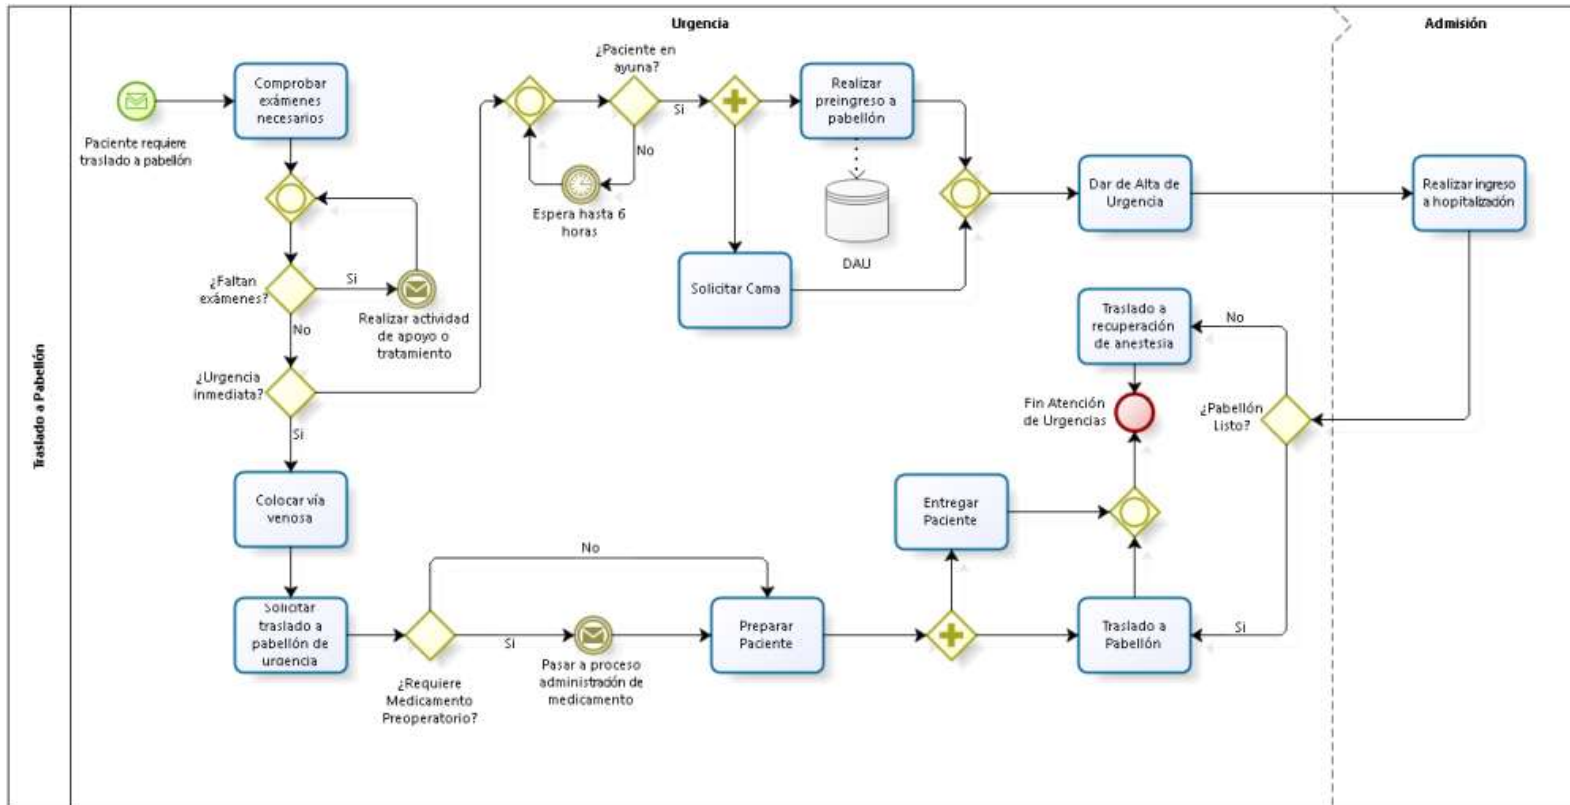 Urgencia
Admisión
Traslado a Pabellón
Paciente requiere
traslado a pabellón
Comprobar
exámenes
necesarios
¿Faltan
exámenes?
Si
No
Realizar actividad
de apoyo o
tratamiento
¿Urgencia
inmediata?
Si
Colocar vía
venosa
Solicitar
traslado a
pabellón de
urgencia
¿Requiere
Medicamento
Preoperatorio?
No
Si
Pasar a proceso
administración de
medicamento
Preparar
Paciente
Entregar
Paciente
Traslado a
Pabellón
¿Paciente en
ayuna?
Si
No
Espera hasta 6
horas
Realizar
preingreso a
pabellón
DAU
Solicitar Cama
Dar de Alta de
Urgencia
Realizar ingreso
a hopitalización
¿Pabellón
Listo?
No
Si
Traslado a
recuperación
de anestesia
Fin Atención
de Urgencias